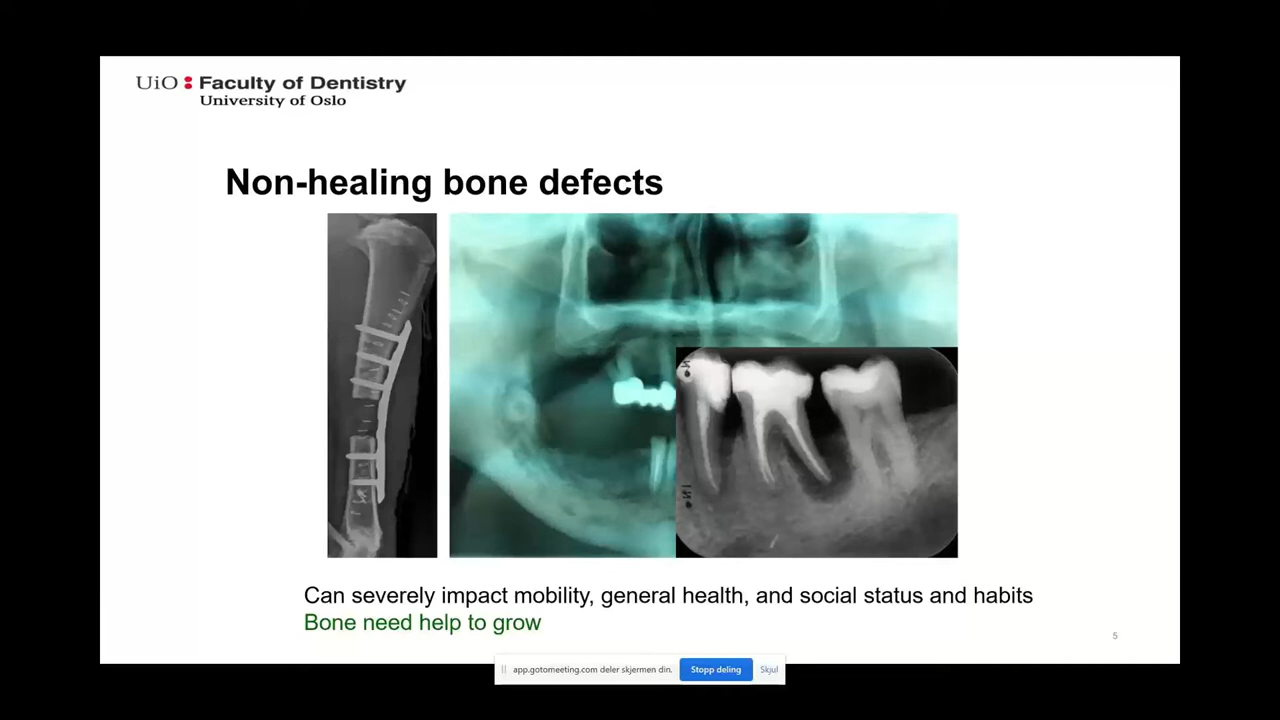 UiO : Faculty of Dentistry
University of Oslo
Non-healing bone defects
Can severely impact mobility, general health, and social status and habits
Bone need help to grow
5
app.gotomeeting.com deler skjermen din.
Stopp deling
Skjul